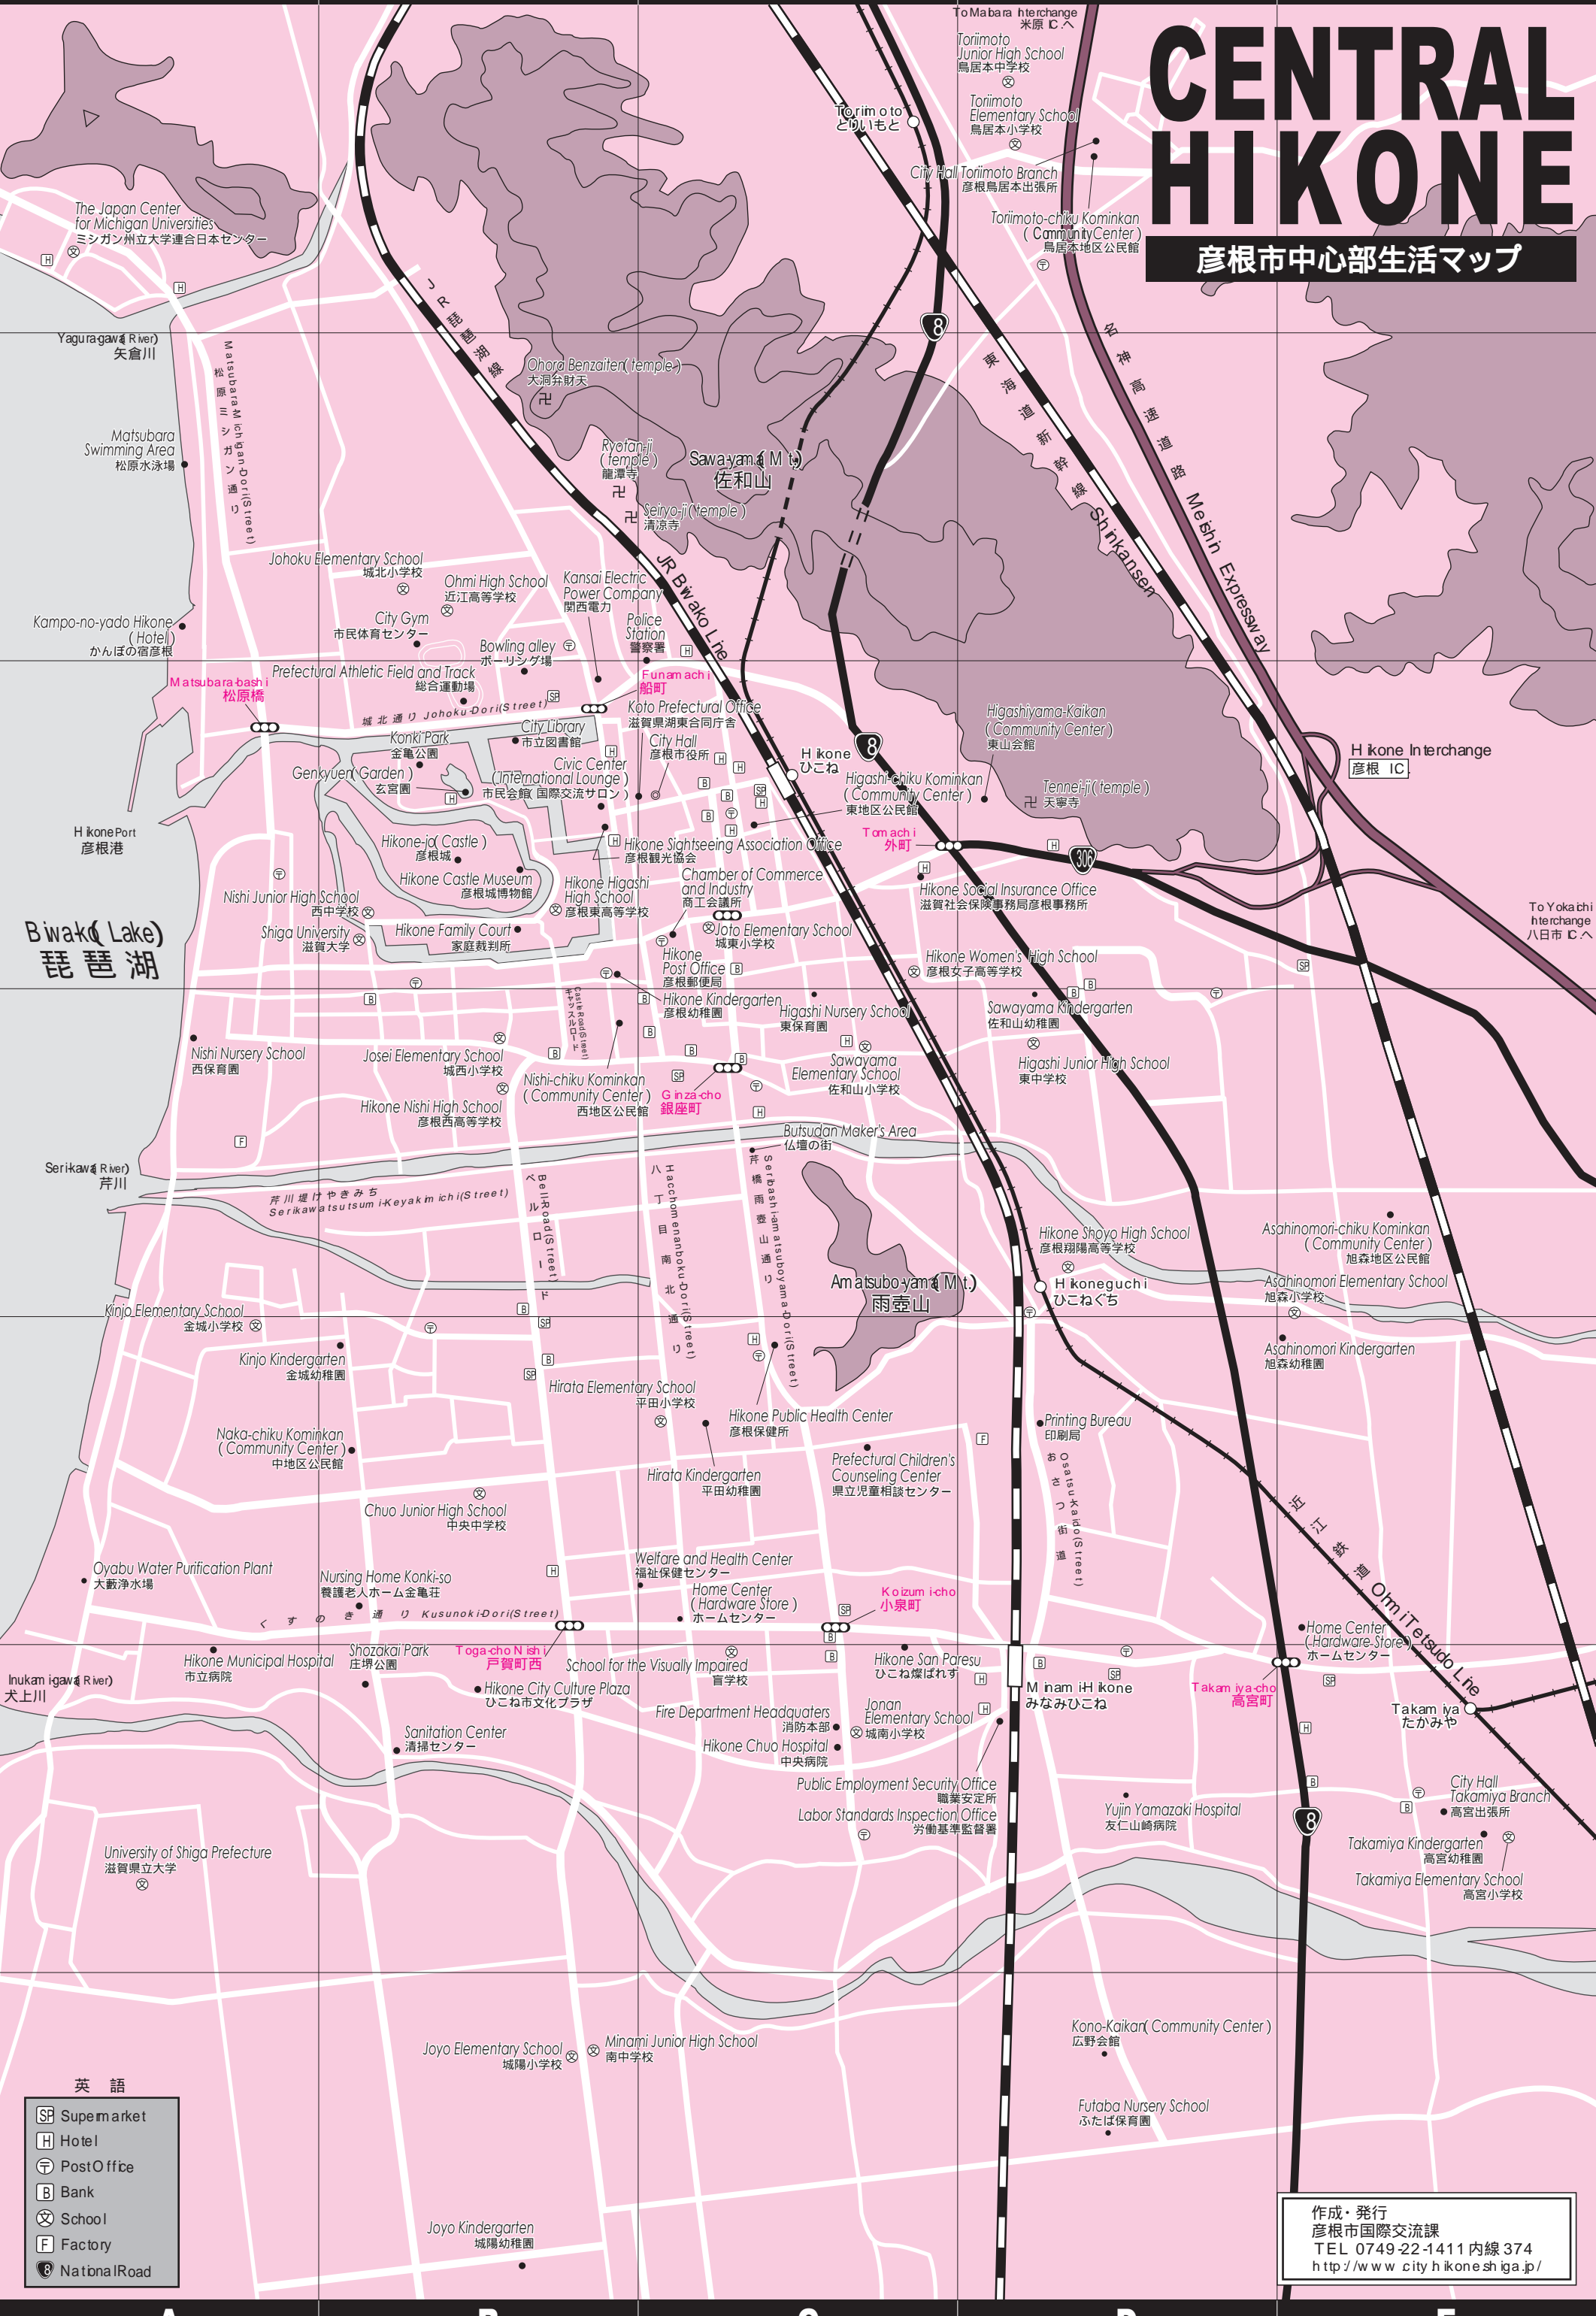 CENTRAL
HIKONE
彦根市中心部生活マップ
To Maibara Interchange
米原 IC.へ
Toriimoto
Junior High School
鳥居本中学校
Toriimoto
Elementary School
鳥居本小学校
Toriimoto
とりいもと
City Hall Toriimoto Branch
彦根鳥居本出張所
Toriimoto-chiku Kominkan
(Community Center)
鳥居本地区公民館
The Japan Center
for Michigan Universities
ミシガン州立大学連合日本センター
JR琵琶湖線
8
Yagura-gawa(River)
矢倉川
Matsubara-Michigan-Dori(Street)
松原ミシガン通り
Ohora Benzaiten(temple)
大洞弁財天
東海道新幹線 Shinkansen
名神高速道路 Meishin Expressway
Matsubara
Swimming Area
松原水泳場
Ryotan-ji
(temple)
龍潭寺
Sawa-yama(Mt.)
佐和山
Seiryo-ji(temple)
清凉寺
Johoku Elementary School
城北小学校
Ohmi High School
近江高等学校
Kansai Electric
Power Company
関西電力
JR Biwako Line
City Gym
市民体育センター
Police
Station
警察署
Kampo-no-yado Hikone
(Hotel)
かんぽの宿彦根
Bowling alley
ボーリング場
Prefectural Athletic Field and Track
総合運動場
Matsubara-bashi
松原橋
Funamachi
船町
城北通り Johoku-Dori(Street)
Koto Prefectural Office
滋賀県湖東合同庁舎
Konki Park
金亀公園
City Library
市立図書館
City Hall
彦根市役所
Higashiyama-Kaikan
(Community Center)
東山会館
Hikone
ひこね
8
Hikone Interchange
彦根 IC.
Genkyuen(Garden)
玄宮園
Civic Center
(International Lounge)
市民会館(国際交流サロン)
Higashi-chiku Kominkan
(Community Center)
東地区公民館
Tennei-ji(temple)
天寧寺
Hikone Port
彦根港
Tomachi
外町
306
Hikone-jo(Castle)
彦根城
Hikone Sightseeing Association Office
彦根観光協会
Hikone Castle Museum
彦根城博物館
Hikone Higashi
High School
彦根東高等学校
Chamber of Commerce
and Industry
商工会議所
Hikone Social Insurance Office
滋賀社会保険事務局彦根事務所
Nishi Junior High School
西中学校
Shiga University
滋賀大学
Hikone Family Court
家庭裁判所
Joto Elementary School
城東小学校
To Yokaichi
Interchange
八日市 IC.へ
Biwa-ko(Lake)
琵琶湖
Hikone
Post Office
彦根郵便局
Hikone Women's High School
彦根女子高等学校
Castle Road(Street)
キャッスルロード
Hikone Kindergarten
彦根幼稚園
Higashi Nursery School
東保育園
Sawayama Kindergarten
佐和山幼稚園
Nishi Nursery School
西保育園
Josei Elementary School
城西小学校
Sawayama
Elementary School
佐和山小学校
Higashi Junior High School
東中学校
Nishi-chiku Kominkan
(Community Center)
西地区公民館
Ginza-cho
銀座町
Hikone Nishi High School
彦根西高等学校
Butsudan Maker's Area
仏壇の街
Seri-kawa(River)
芹川
芹川堤けやきみち
Serikawatsutsumi-Keyakimichi(Street)
Bell-Road(Street)
ベルロード
Hacchomenanboku-Dori(Street)
八丁目南北通り
Seribashi-amatsuboyama-Dori(Street)
芹橋雨壺山通り
Hikone Shoyo High School
彦根翔陽高等学校
Asahinomori-chiku Kominkan
(Community Center)
旭森地区公民館
Amatsubo-yama(Mt.)
雨壺山
Hikoneguchi
ひこねぐち
Asahinomori Elementary School
旭森小学校
Kinjo Elementary School
金城小学校
Kinjo Kindergarten
金城幼稚園
Asahinomori Kindergarten
旭森幼稚園
Hirata Elementary School
平田小学校
Hikone Public Health Center
彦根保健所
Printing Bureau
印刷局
Naka-chiku Kominkan
(Community Center)
中地区公民館
Hirata Kindergarten
平田幼稚園
Prefectural Children's
Counseling Center
県立児童相談センター
Osatsu-Kaido(Street)
おさつ街道
Chuo Junior High School
中央中学校
近江鉄道 Ohmi Tetsudo Line
Oyabu Water Purification Plant
大藪浄水場
Nursing Home Konki-so
養護老人ホーム金亀荘
Welfare and Health Center
福祉保健センター
Home Center
(Hardware Store)
ホームセンター
Koizumi-cho
小泉町
くすのき通り Kusunoki-Dori(Street)
Home Center
(Hardware-Store)
ホームセンター
Hikone Municipal Hospital
市立病院
Shozakai Park
庄堺公園
Toga-cho Nishi
戸賀町西
School for the Visually Impaired
盲学校
Hikone San Paresu
ひこね燦ぱれす
Inukami-gawa(River)
犬上川
Hikone City Culture Plaza
ひこね市文化プラザ
Minami-Hikone
みなみひこね
Takamiya-cho
高宮町
Takamiya
たかみや
Sanitation Center
清掃センター
Fire Department Headquaters
消防本部
Jonan
Elementary School
城南小学校
Hikone Chuo Hospital
中央病院
Public Employment Security Office
職業安定所
Labor Standards Inspection Office
労働基準監督署
Yujin Yamazaki Hospital
友仁山崎病院
8
City Hall
Takamiya Branch
高宮出張所
Takamiya Kindergarten
高宮幼稚園
Takamiya Elementary School
高宮小学校
University of Shiga Prefecture
滋賀県立大学
Joyo Elementary School
城陽小学校
Minami Junior High School
南中学校
Kono-Kaikan(Community Center)
広野会館
Futaba Nursery School
ふたば保育園
Joyo Kindergarten
城陽幼稚園
英語
SP Supermarket
H Hotel
〒 Post Office
B Bank
文 School
F Factory
8 National Road
作成・発行
彦根市国際交流課
TEL 0749-22-1411 内線 374
http://www.city.hikone.shiga.jp/